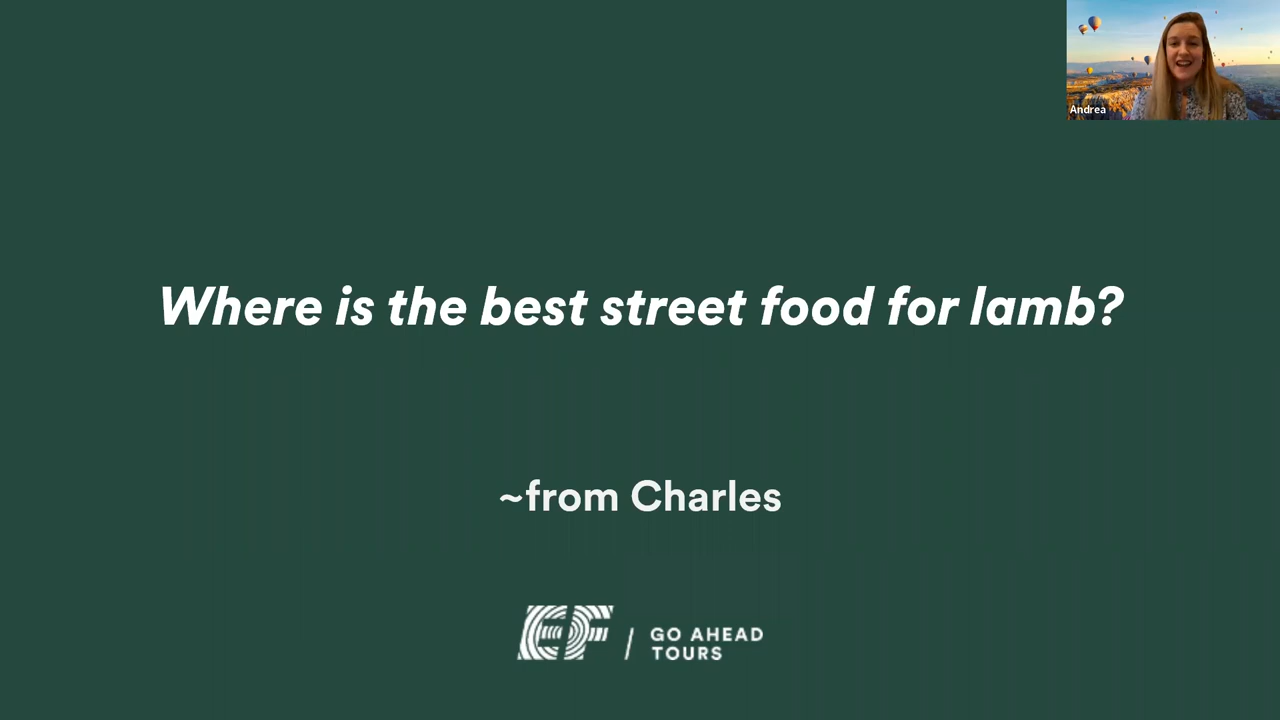 Andrea
Where is the best street food for lamb?
~from Charles
EF / GO AHEAD
TOURS